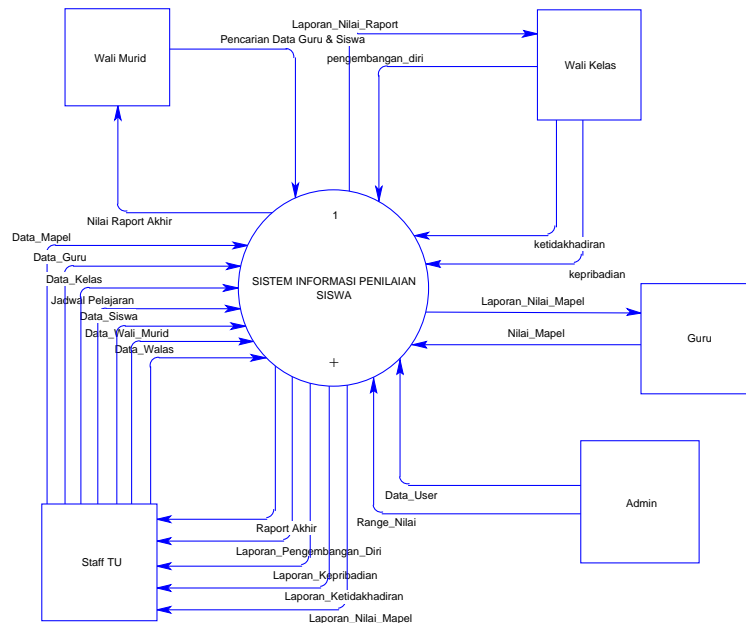 Laporan_Nilai_Raport
Pencarian Data Guru & Siswa
Wali Murid
pengembangan_diri
Wali Kelas
1
Nilai Raport Akhir
Data_Mapel
ketidakhadiran
Data_Guru
kepribadian
Data_Kelas
SISTEM INFORMASI PENILAIAN
SISWA
Jadwal Pelajaran
Laporan_Nilai_Mapel
Data_Siswa
Data_Wali_Murid
Nilai_Mapel
Guru
Data_Walas
+
Data_User
Admin
Range_Nilai
Raport Akhir
Laporan_Pengembangan_Diri
Staff TU
Laporan_Kepribadian
Laporan_Ketidakhadiran
Laporan_Nilai_Mapel